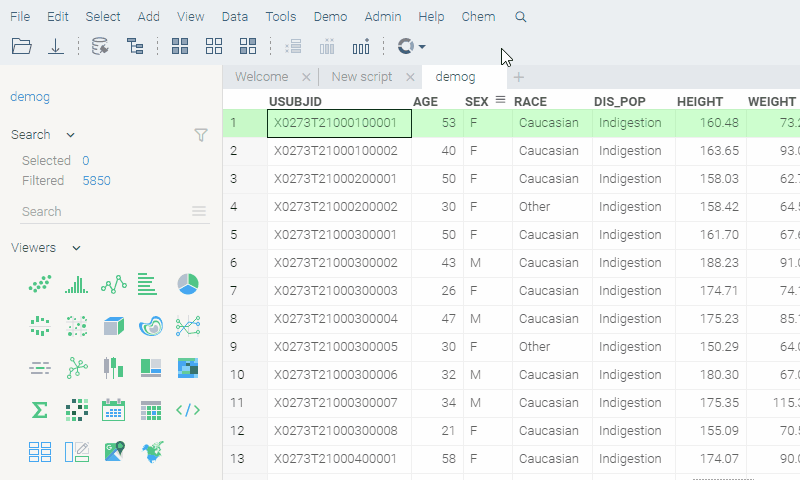 File Edit Select Add View Data Tools Demo Admin Help Chem
Welcome New script demog
demog
Search
Selected 0
Filtered 5850
Search
Viewers
USUBJID AGE SEX RACE DIS_POP HEIGHT WEIGHT
1 X0273T21000100001 53 F Caucasian Indigestion 160.48 73.2
2 X0273T21000100002 40 F Caucasian Indigestion 163.65 93.0
3 X0273T21000200001 50 F Caucasian Indigestion 158.03 62.7
4 X0273T21000200002 30 F Other Indigestion 158.42 64.5
5 X0273T21000300001 50 F Caucasian Indigestion 161.70 67.6
6 X0273T21000300002 43 M Caucasian Indigestion 188.23 91.0
7 X0273T21000300003 26 F Caucasian Indigestion 174.71 74.1
8 X0273T21000300004 47 M Caucasian Indigestion 175.23 85.1
9 X0273T21000300005 30 F Other Indigestion 150.29 64.0
10 X0273T21000300006 32 M Caucasian Indigestion 180.30 67.0
11 X0273T21000300007 34 M Caucasian Indigestion 175.35 115.3
12 X0273T21000300008 21 F Caucasian Indigestion 155.09 70.5
13 X0273T21000400001 58 F Caucasian Indigestion 174.07 90.0